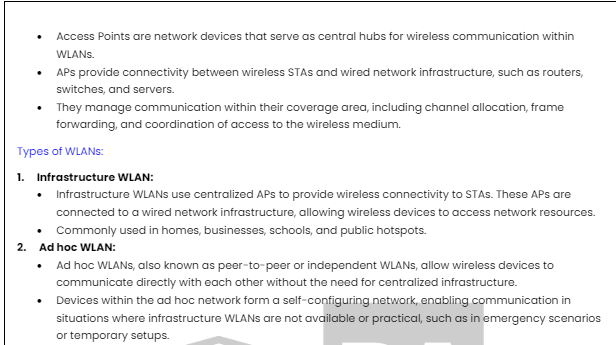 • Access Points are network devices that serve as central hubs for wireless communication within
WLANs.
• APs provide connectivity between wireless STAs and wired network infrastructure, such as routers,
switches, and servers.
• They manage communication within their coverage area, including channel allocation, frame
forwarding, and coordination of access to the wireless medium.
Types of WLANs:
1. Infrastructure WLAN:
• Infrastructure WLANs use centralized APs to provide wireless connectivity to STAs. These APs are
connected to a wired network infrastructure, allowing wireless devices to access network resources.
• Commonly used in homes, businesses, schools, and public hotspots.
2. Ad hoc WLAN:
• Ad hoc WLANs, also known as peer-to-peer or independent WLANs, allow wireless devices to
communicate directly with each other without the need for centralized infrastructure.
• Devices within the ad hoc network form a self-configuring network, enabling communication in
situations where infrastructure WLANs are not available or practical, such as in emergency scenarios
or temporary setups.